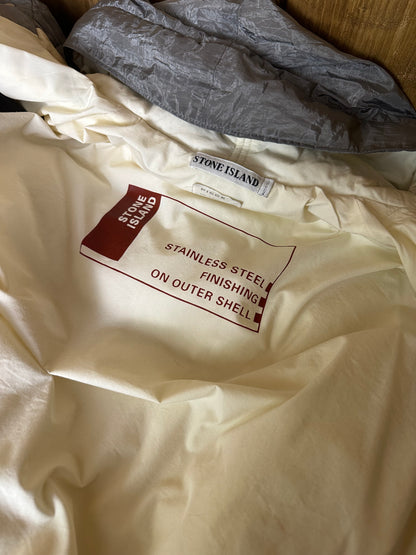 STONE ISLAND
STONE
ISLAND
STAINLESS STEEL
FINISHING
ON OUTER SHELL